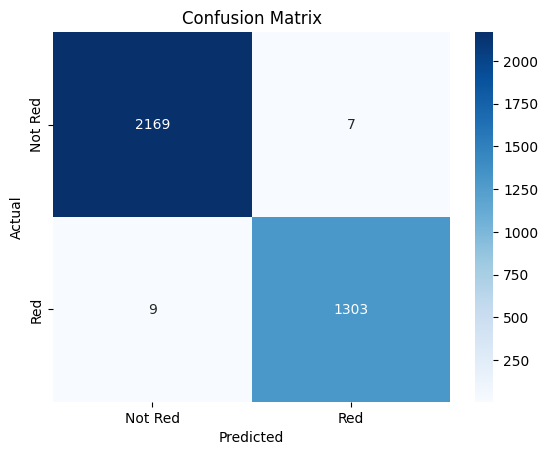 Confusion Matrix
Not Red
Red
Actual
2169
7
9
1303
Not Red
Red
Predicted
2000
1750
1500
1250
1000
750
500
250